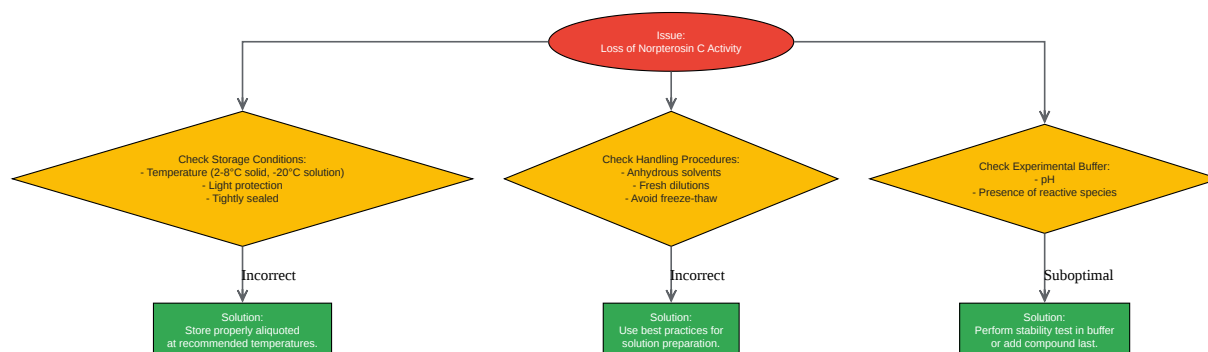 Issue:
Loss of Norpterosin C Activity
Check Storage Conditions:
- Temperature (2-8°C solid, -20°C solution)
- Light protection
- Tightly sealed
Check Handling Procedures:
- Anhydrous solvents
- Fresh dilutions
- Avoid freeze-thaw
Check Experimental Buffer:
- pH
- Presence of reactive species
Incorrect
Incorrect
Suboptimal
Solution:
Store properly aliquoted
at recommended temperatures.
Solution:
Use best practices for
solution preparation.
Solution:
Perform stability test in buffer
or add compound last.